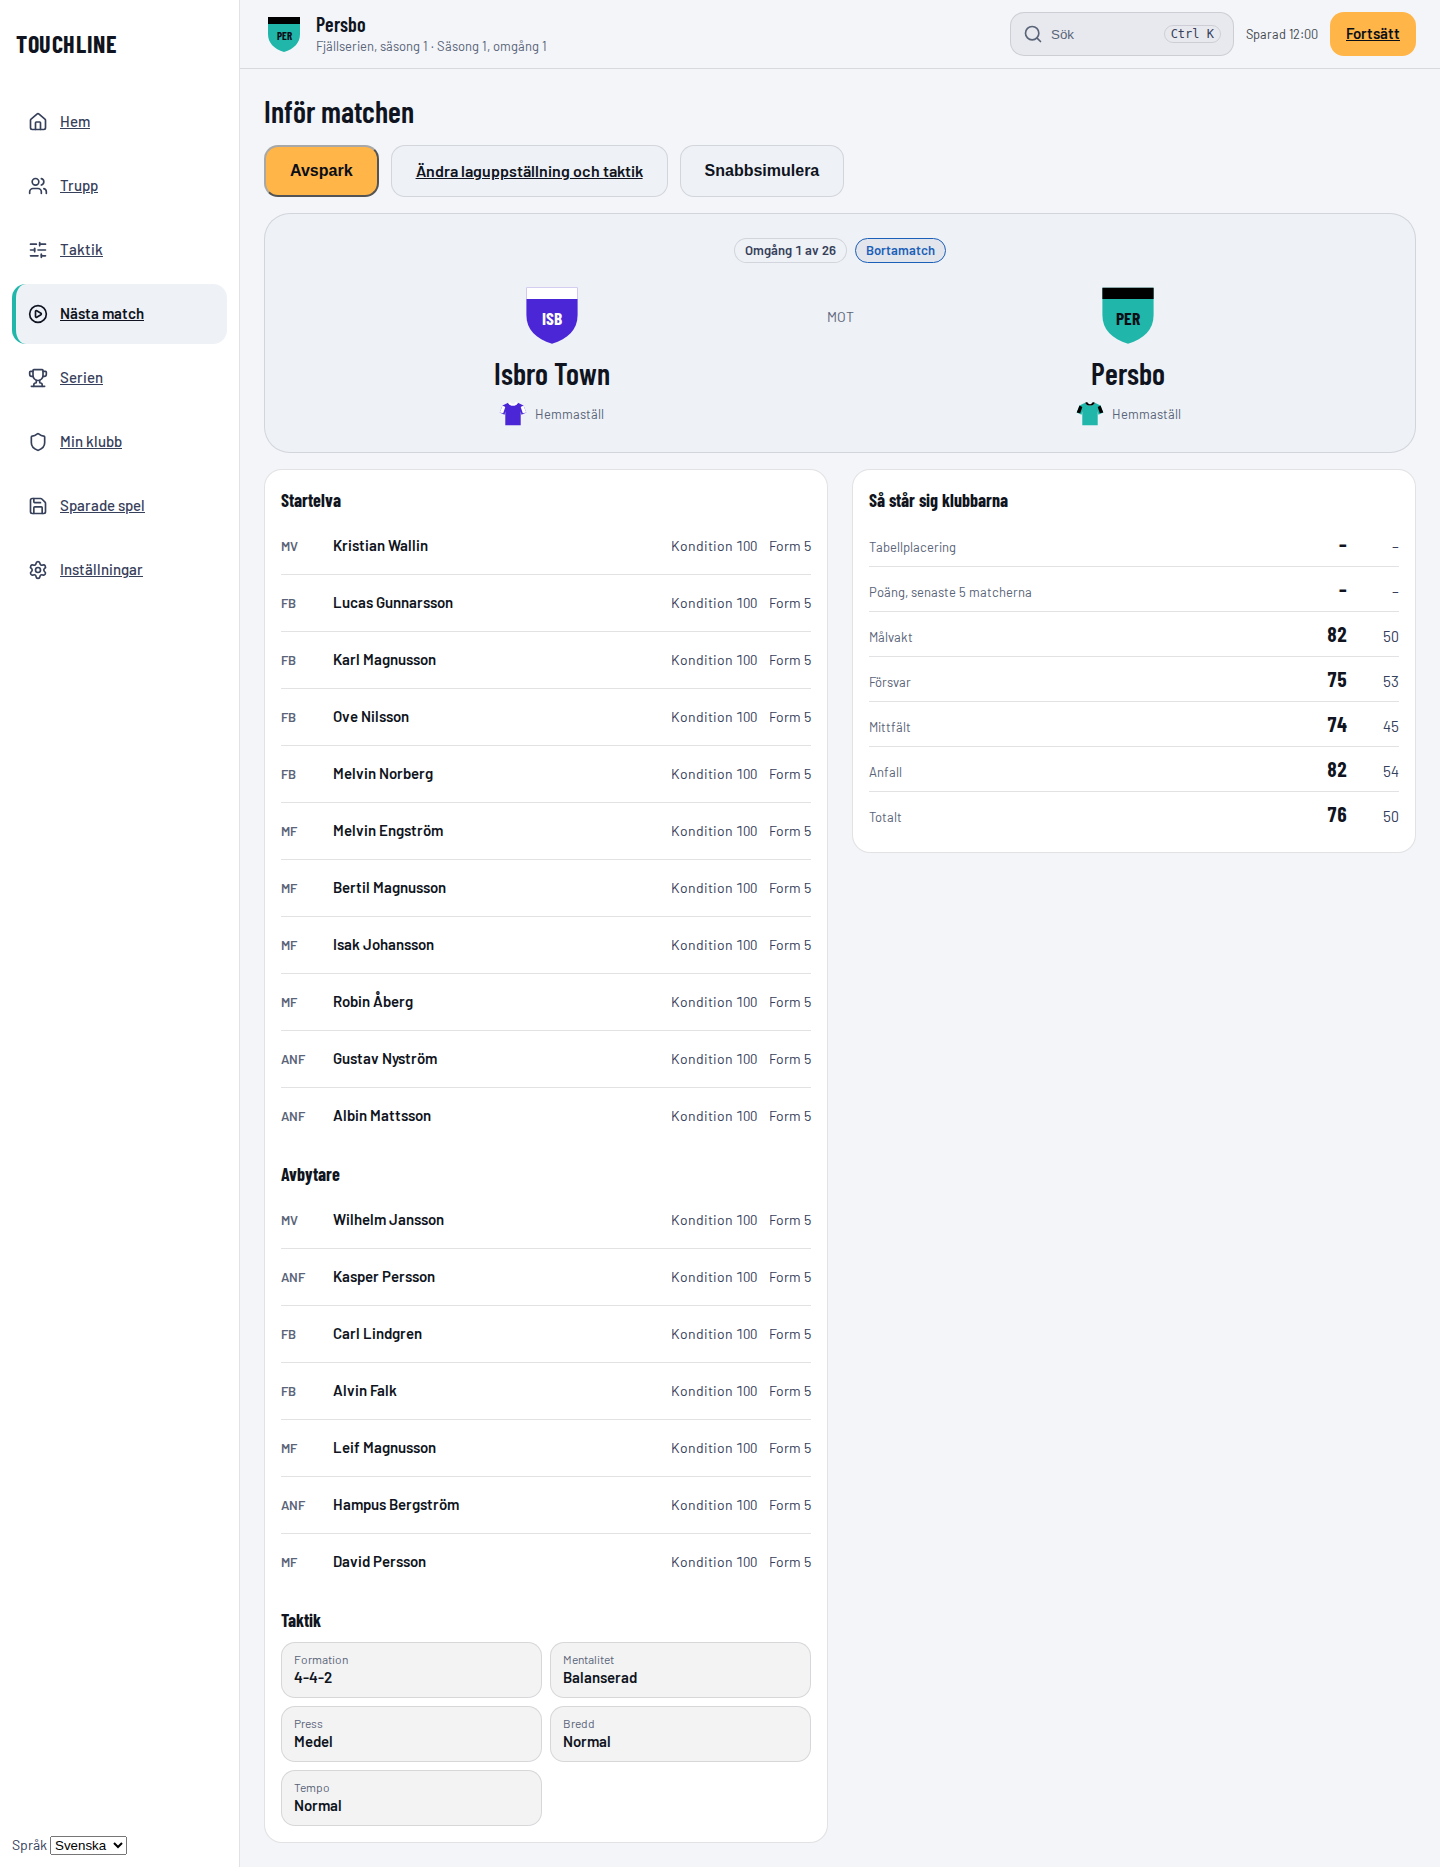 TOUCHLINE
Hem
Trupp
Taktik
Nästa match
Serien
Min klubb
Sparade spel
Inställningar
Språk Svenska
PER
Persbo
Fjällserien, säsong 1 · Säsong 1, omgång 1
Sök Ctrl K
Sparad 12:00
Fortsätt
Inför matchen
Avspark
Ändra laguppställning och taktik
Snabbsimulera
Omgång 1 av 26
Bortamatch
ISB
MOT
PER
Isbro Town
Persbo
Hemmaställ
Hemmaställ
Startelva
MV Kristian Wallin Kondition 100 Form 5
FB Lucas Gunnarsson Kondition 100 Form 5
FB Karl Magnusson Kondition 100 Form 5
FB Ove Nilsson Kondition 100 Form 5
FB Melvin Norberg Kondition 100 Form 5
MF Melvin Engström Kondition 100 Form 5
MF Bertil Magnusson Kondition 100 Form 5
MF Isak Johansson Kondition 100 Form 5
MF Robin Åberg Kondition 100 Form 5
ANF Gustav Nyström Kondition 100 Form 5
ANF Albin Mattsson Kondition 100 Form 5
Avbytare
MV Wilhelm Jansson Kondition 100 Form 5
ANF Kasper Persson Kondition 100 Form 5
FB Carl Lindgren Kondition 100 Form 5
FB Alvin Falk Kondition 100 Form 5
MF Leif Magnusson Kondition 100 Form 5
ANF Hampus Bergström Kondition 100 Form 5
MF David Persson Kondition 100 Form 5
Taktik
Formation
4-4-2
Mentalitet
Balanserad
Press
Medel
Bredd
Normal
Tempo
Normal
Så står sig klubbarna
Tabellplacering – –
Poäng, senaste 5 matcherna – –
Målvakt 82 50
Försvar 75 53
Mittfält 74 45
Anfall 82 54
Totalt 76 50